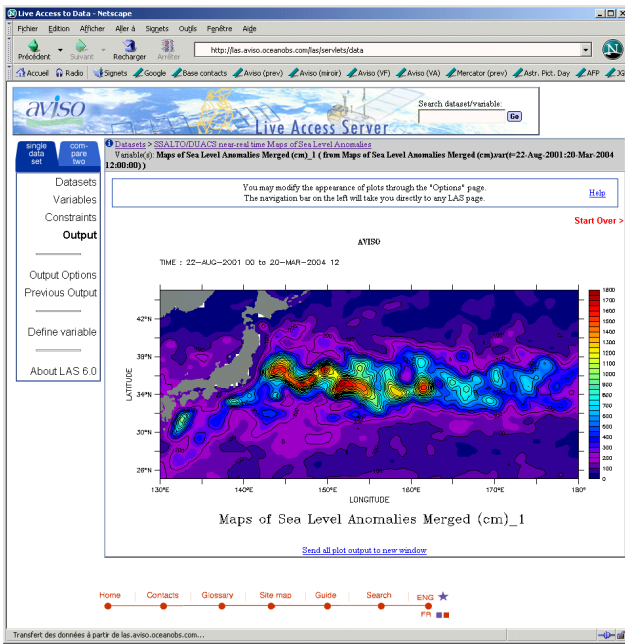 Live Access to Data - Netscape
Fichier Edition Afficher Aller à Signets Outils Fenêtre Aide
Précédent Suivant Recharger Arrêter http://las.aviso.oceanobs.com/las/servlets/data
Accueil Radio Signets Google Base contacts Aviso (prev) Aviso (miroir) Aviso (VF) Aviso (VA) Mercator (prev) Astr. Pict. Day AFP JG
aviso
Live Access Server
Search dataset/variable:
Go
single data set
com- pare two
Datasets > SSALTO/DUACS near-real time Maps of Sea Level Anomalies
Variable(s): Maps of Sea Level Anomalies Merged (cm)_1 ( from Maps of Sea Level Anomalies Merged (cm).var(t=22-Aug-2001:20-Mar-2004
12:00:00) )
Datasets
Variables
Constraints
Output
Output Options
Previous Output
Define variable
About LAS 6.0
You may modify the appearance of plots through the "Options" page.
The navigation bar on the left will take you directly to any LAS page.
Help
Start Over >
AVISO
TIME : 22-AUG-2001 00 to 20-MAR-2004 12
42°N
39°N
34°N
30°N
26°N
LATITUDE
130°E 140°E 150°E 160°E 170°E 180°
LONGITUDE
1800
1700
1600
1500
1400
1300
1200
1100
1000
900
800
700
600
500
400
300
200
100
0
Maps of Sea Level Anomalies Merged (cm)_1
Send all plot output to new window
Home Contacts Glossary Site map Guide Search ENG
FR
Transfert des données à partir de las.aviso.oceanobs.com...